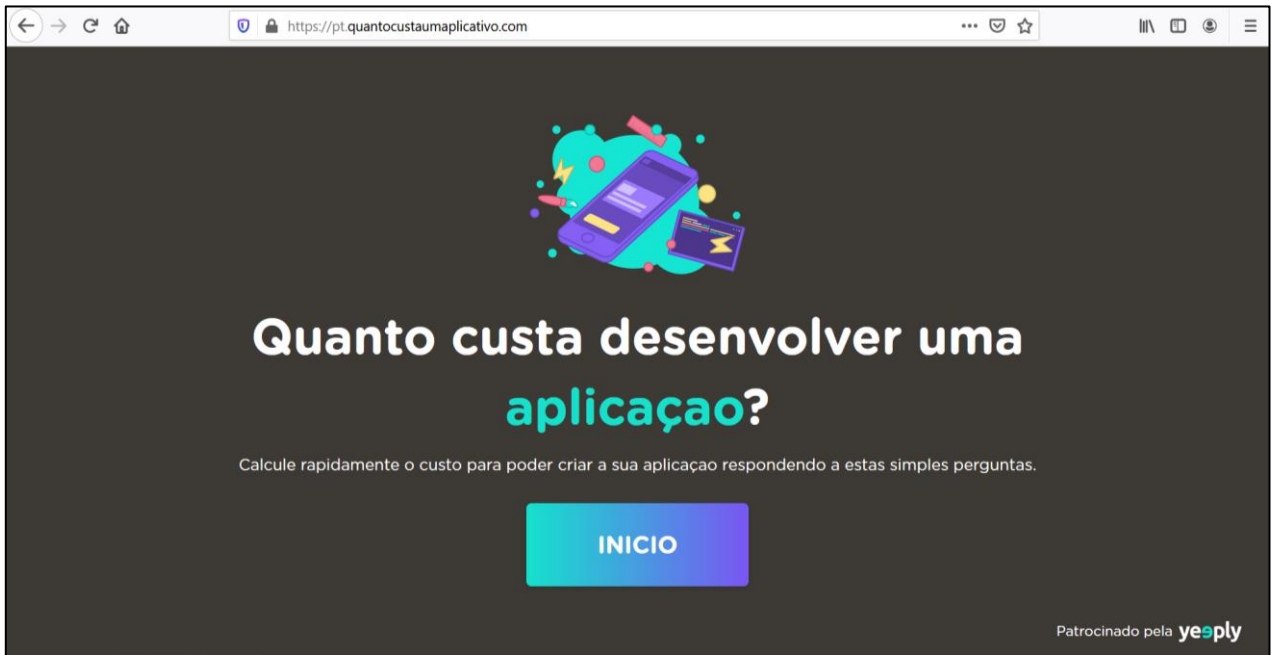 https://pt.quantocustaumaplicativo.com
Quanto custa desenvolver uma
aplicaçao?
Calcule rapidamente o custo para poder criar a sua aplicaçao respondendo a estas simples perguntas.
INICIO
Patrocinado pela yeeply